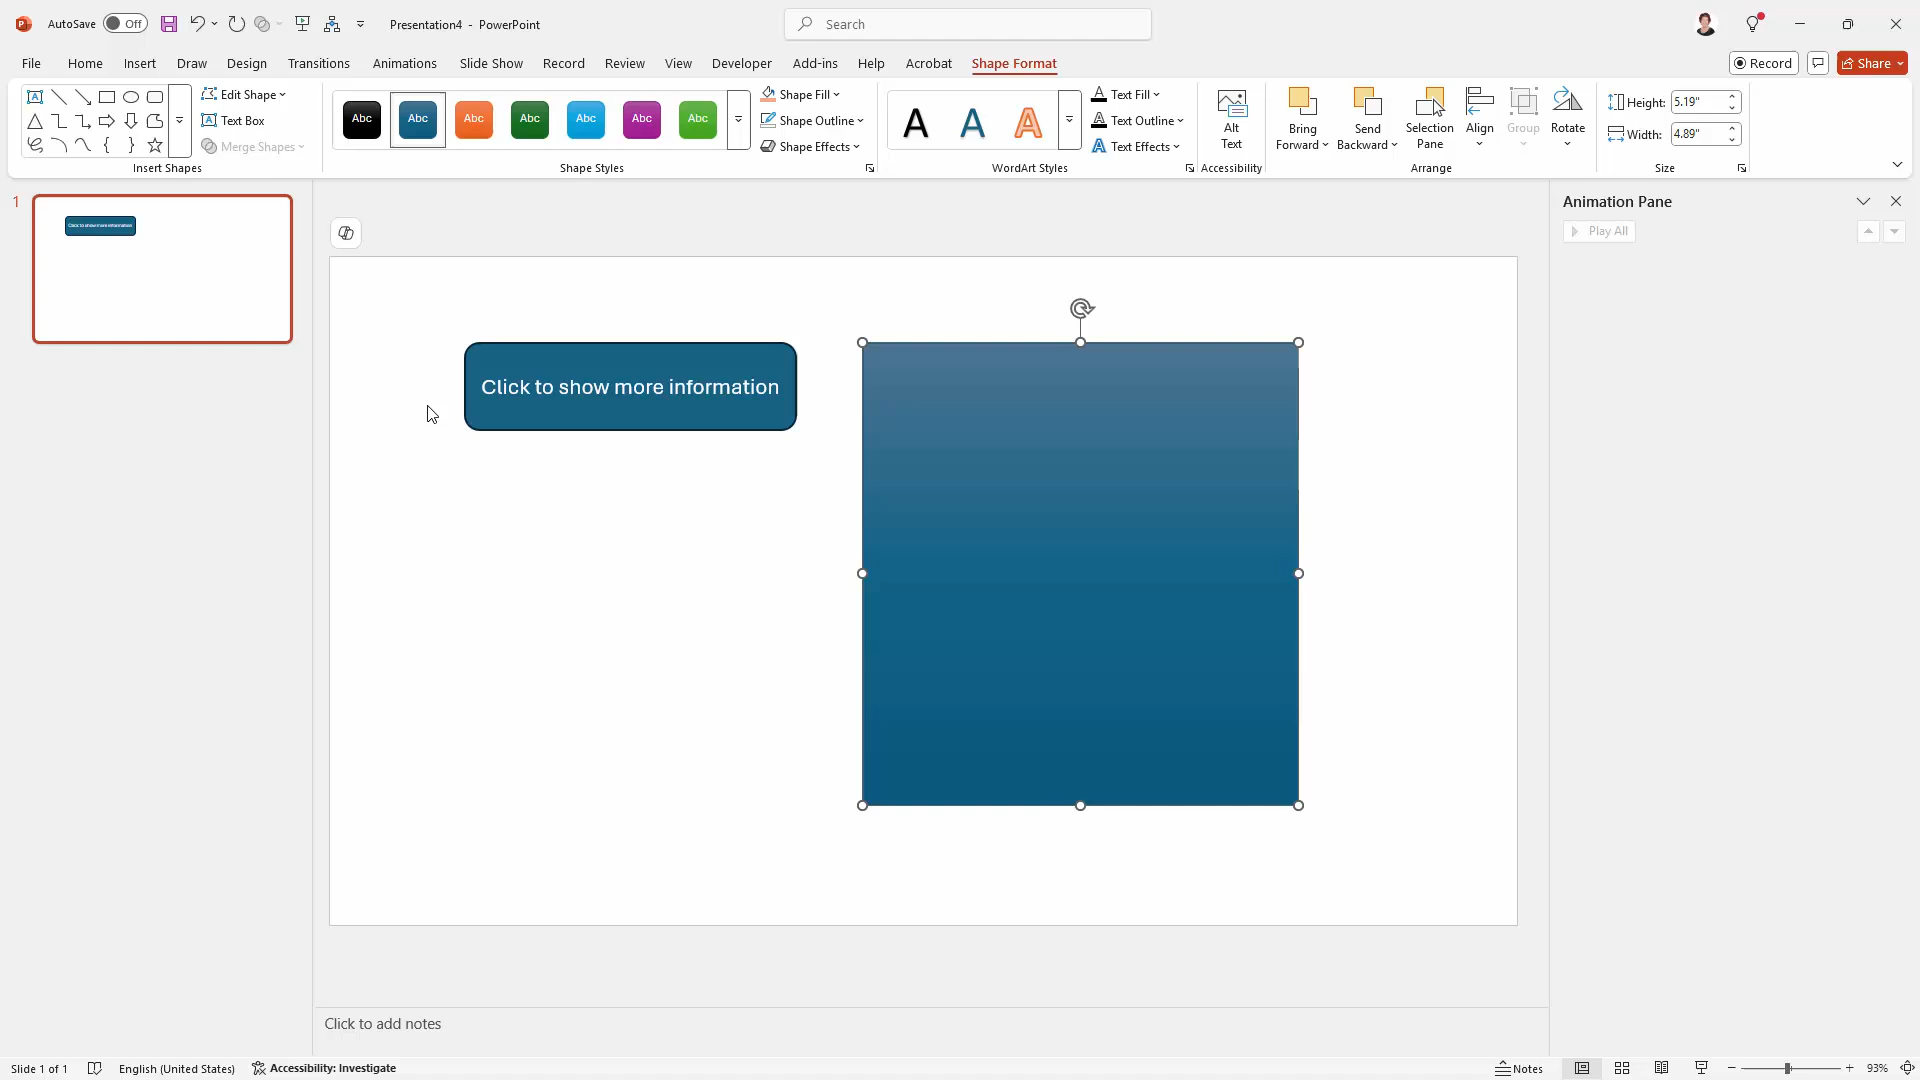 AutoSave Off Presentation4 - PowerPoint Search
File Home Insert Draw Design Transitions Animations Slide Show Record Review View Developer Add-ins Help Acrobat Shape Format Record Share
Edit Shape
Text Box
Merge Shapes
Insert Shapes
Abc Abc Abc Abc Abc Abc Abc
Shape Fill
Shape Outline
Shape Effects
Shape Styles
A A A
Text Fill
Text Outline
Text Effects
WordArt Styles
Alt
Text
Accessibility
Bring
Forward
Send
Backward
Selection
Pane
Align
Group
Rotate
Arrange
Height: 5.19"
Width: 4.89"
Size
1
Click to show more information
Click to show more information
Animation Pane
Play All
Click to add notes
Slide 1 of 1 English (United States) Accessibility: Investigate Notes 93%